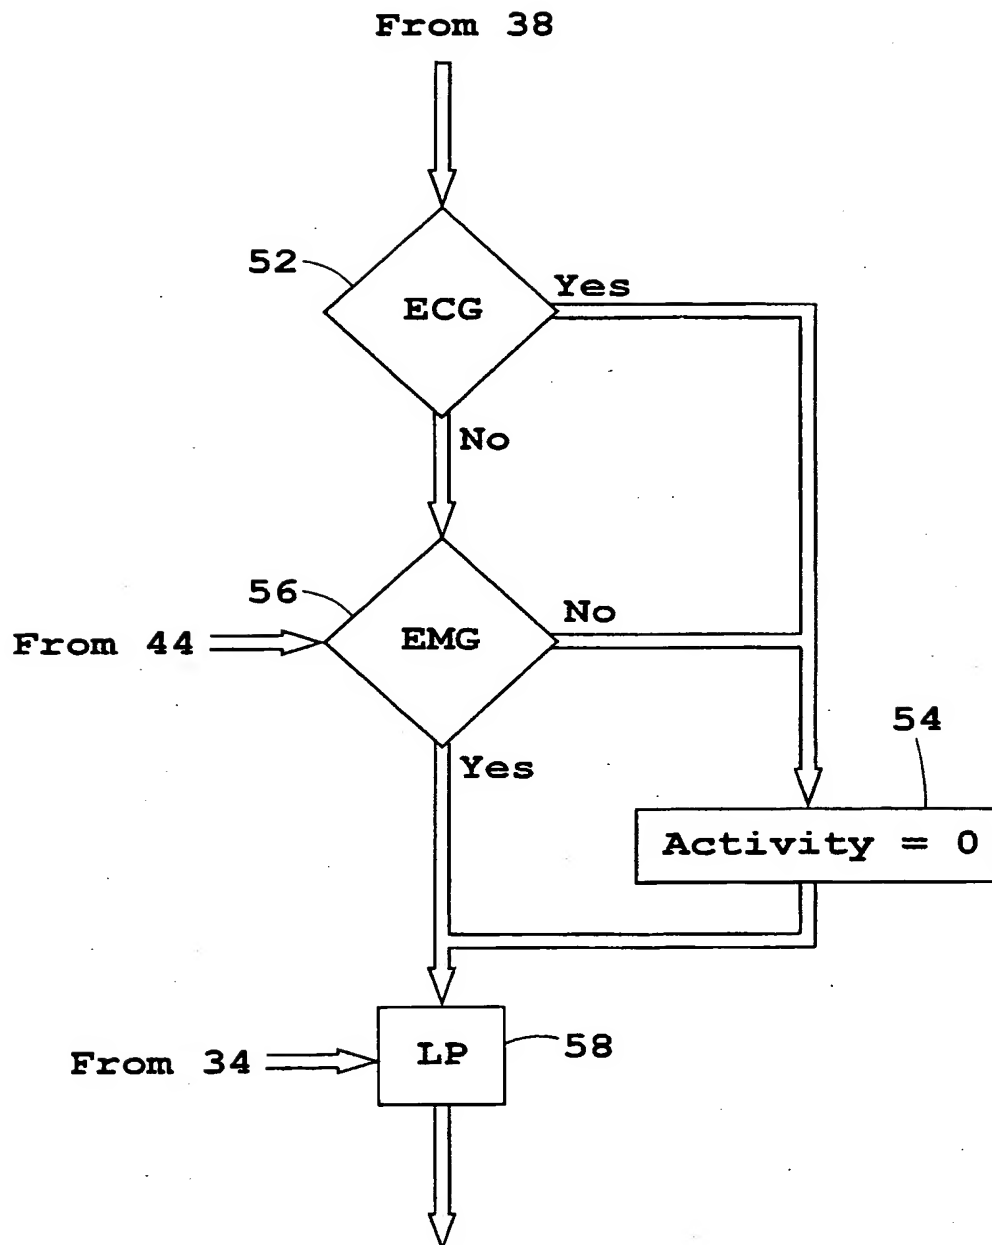 From 38
52
ECG
Yes
No
56
No
From 44
EMG
54
Yes
Activity = 0
From 34
LP
58